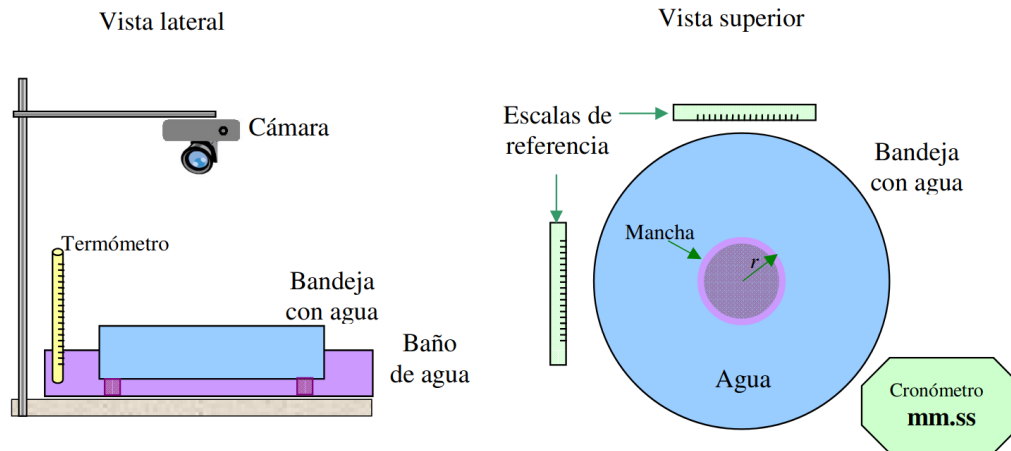 Vista lateral
Cámara
Termómetro
Bandeja
con agua
Baño
de agua
Vista superior
Escalas de
referencia
Bandeja
con agua
Mancha
r
Agua
Cronómetro
mm.ss